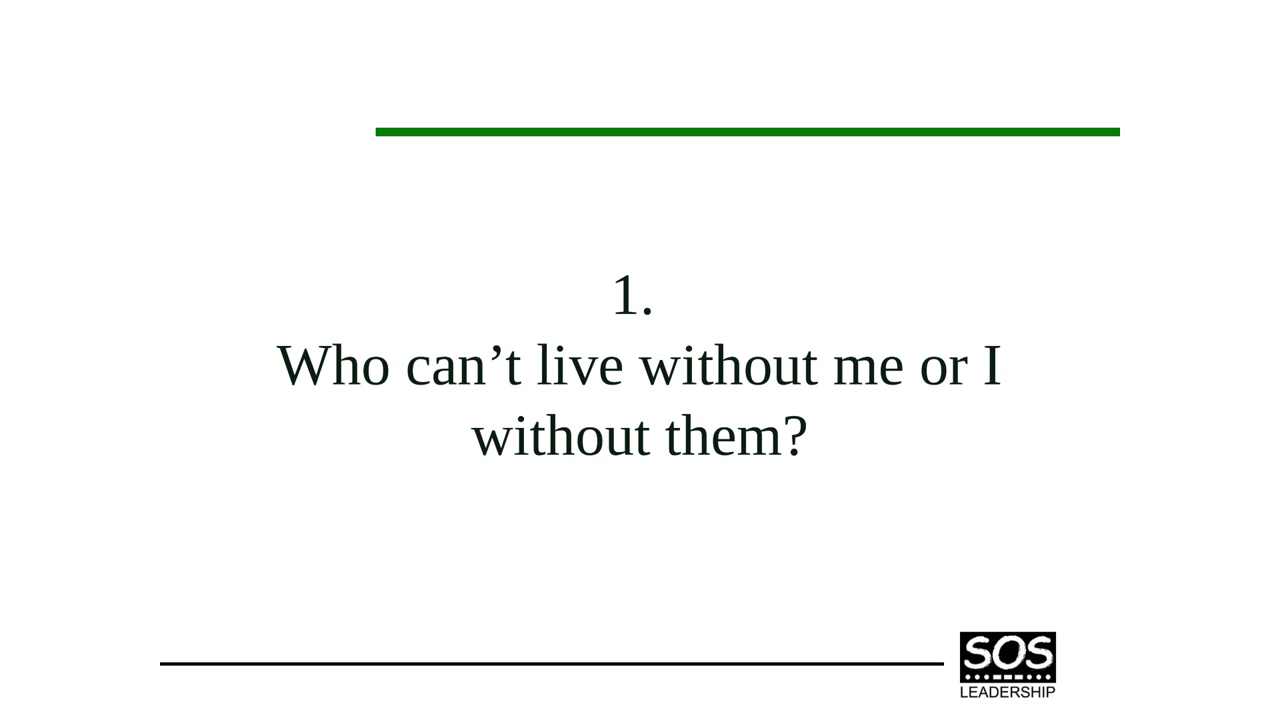 1.
Who can’t live without me or I
without them?
SOS
LEADERSHIP